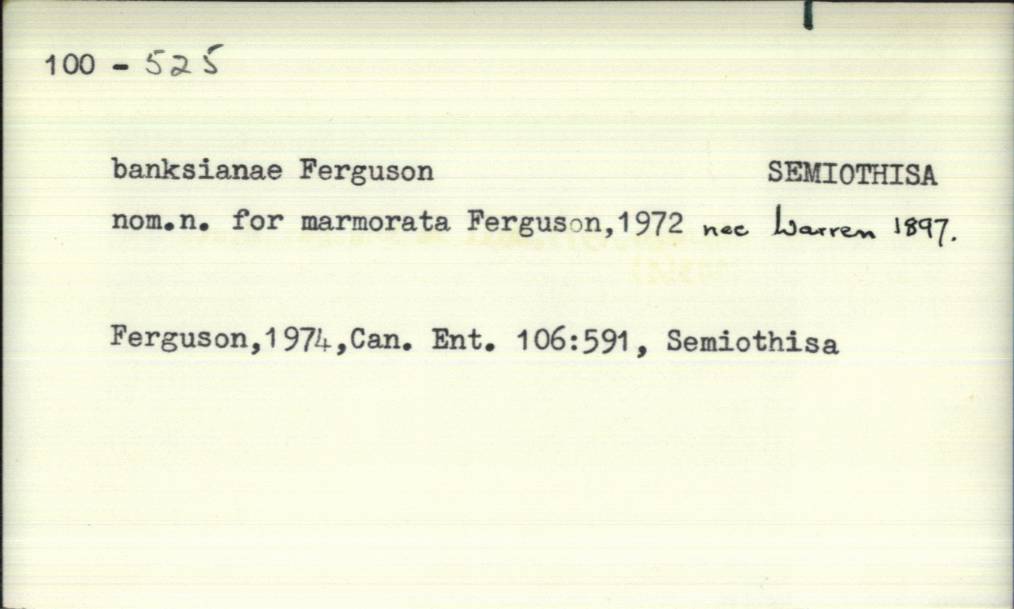 100 - 525
banksianae Ferguson SEMIOTHISA
nom.n. for marmorata Ferguson,1972 nec Warren 1897.
Ferguson,1974,Can. Ent. 106:591, Semiothisa